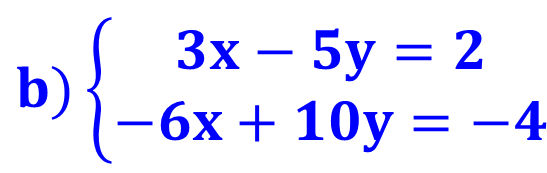 b) { 3x − 5y = 2
−6x + 10y = −4